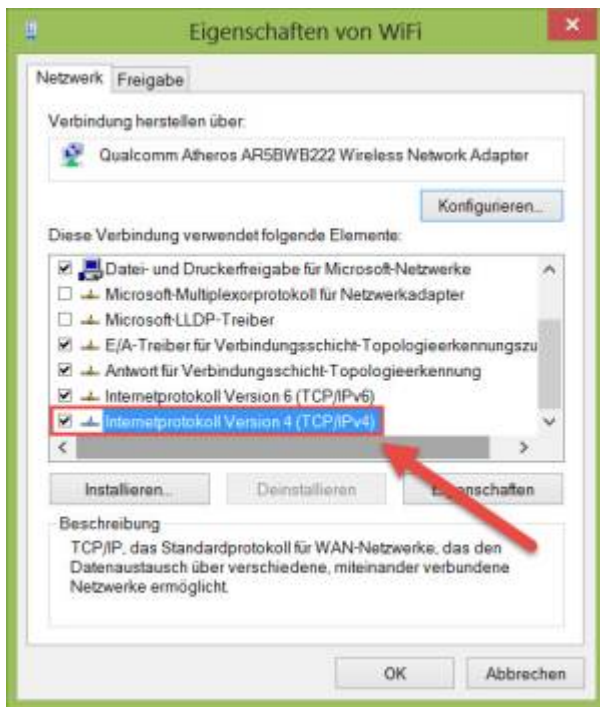 Eigenschaften von WiFi
Netzwerk Freigabe
Verbindung herstellen über:
Qualcomm Atheros AR5BWB222 Wireless Network Adapter
Konfigurieren...
Diese Verbindung verwendet folgende Elemente:
Datei- und Druckerfreigabe für Microsoft-Netzwerke
Microsoft-Multiplexorprotokoll für Netzwerkadapter
Microsoft-LLDP-Treiber
E/A-Treiber für Verbindungsschicht-Topologieerkennungszu
Antwort für Verbindungsschicht-Topologieerkennung
Internetprotokoll Version 6 (TCP/IPv6)
Internetprotokoll Version 4 (TCP/IPv4)
Installieren... Deinstallieren Eigenschaften
Beschreibung
TCP/IP, das Standardprotokoll für WAN-Netzwerke, das den
Datenaustausch über verschiedene, miteinander verbundene
Netzwerke ermöglicht.
OK Abbrechen